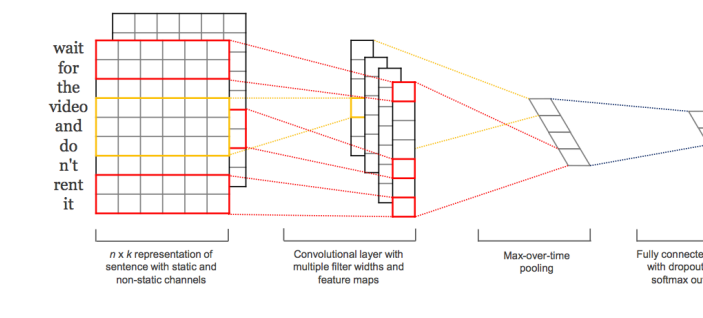 wait
for
the
video
and
do
n't
rent
it
n x k representation of
sentence with static and
non-static channels
Convolutional layer with
multiple filter widths and
feature maps
Max-over-time
pooling
Fully connecte
with dropout
softmax ou